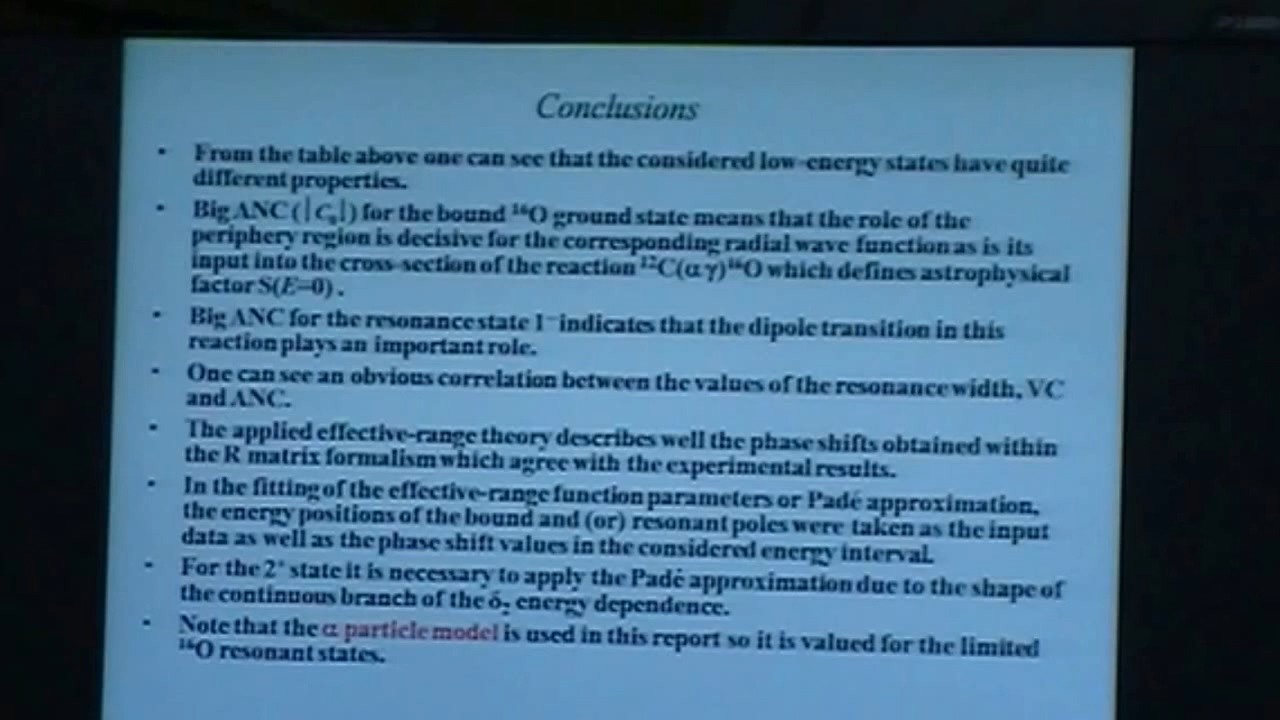 Conclusions
• From the table above one can see that the considered low-energy states have quite
different properties.
• Big ANC (|C₀|) for the bound ¹⁶O ground state means that the role of the
periphery region is decisive for the corresponding radial wave function as is its
input into the cross-section of the reaction ¹²C(α γ)¹⁶O which defines astrophysical
factor S(E=0) .
• Big ANC for the resonance state 1⁻ indicates that the dipole transition in this
reaction plays an important role.
• One can see an obvious correlation between the values of the resonance width, VC
and ANC.
• The applied effective-range theory describes well the phase shifts obtained within
the R matrix formalism which agree with the experimental results.
• In the fitting of the effective-range function parameters or Padé approximation,
the energy positions of the bound and (or) resonant poles were taken as the input
data as well as the phase shift values in the considered energy interval.
• For the 2⁺ state it is necessary to apply the Padé approximation due to the shape of
the continuous branch of the δ₂ energy dependence.
• Note that the α particle model is used in this report so it is valued for the limited
¹⁶O resonant states.